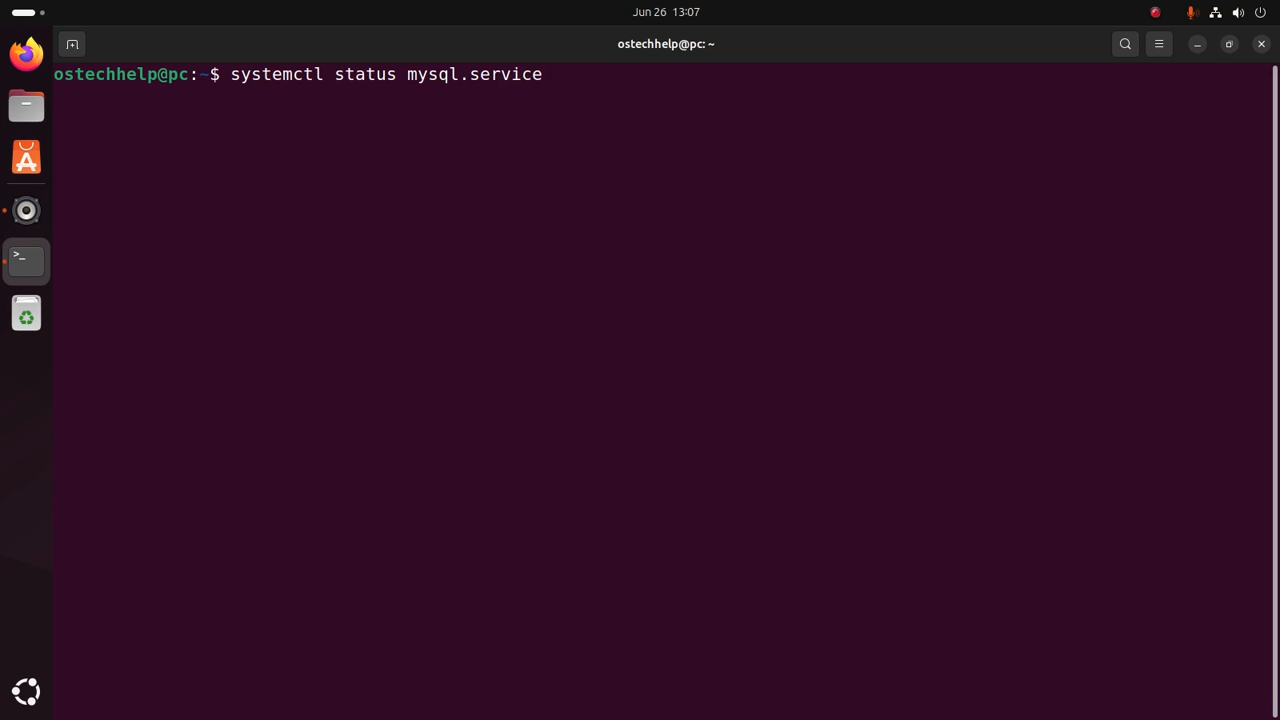 Jun 26 13:07
ostechhelp@pc: ~
ostechhelp@pc:~$ systemctl status mysql.service
>_